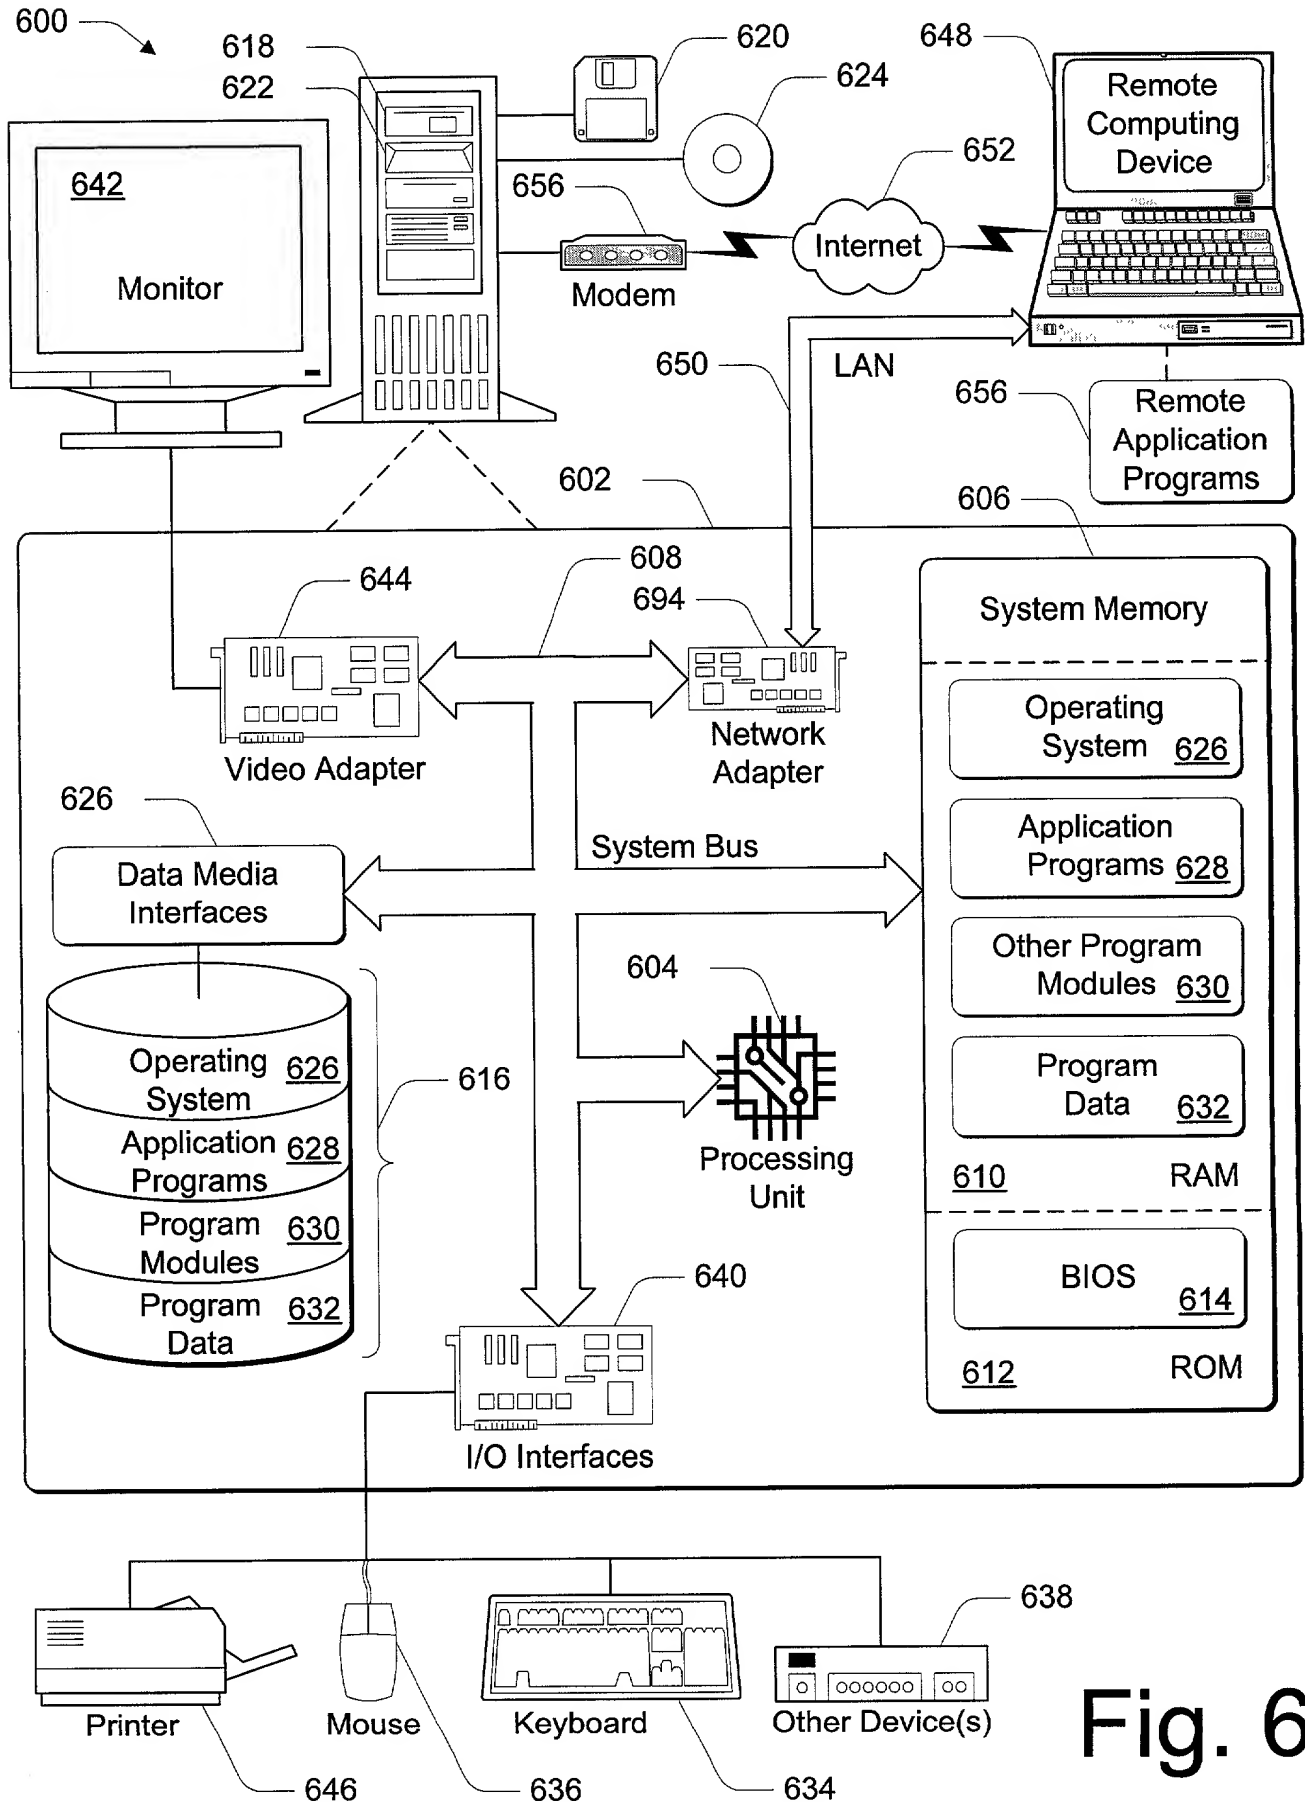 600
618
622
620
624
648
Remote
Computing
Device
642
Monitor
656
Modem
652
Internet
650
LAN
656
Remote
Application
Programs
602
606
608
644
694
Video Adapter
Network
Adapter
System Memory
Operating
System 626
Application
Programs 628
Other Program
Modules 630
Program
Data 632
610 RAM
BIOS
614
612 ROM
626
Data Media
Interfaces
System Bus
604
Processing
Unit
Operating
System 626
Application
Programs 628
Program
Modules 630
Program
Data 632
616
640
I/O Interfaces
638
Printer
Mouse
Keyboard
Other Device(s)
646
636
634
Fig. 6